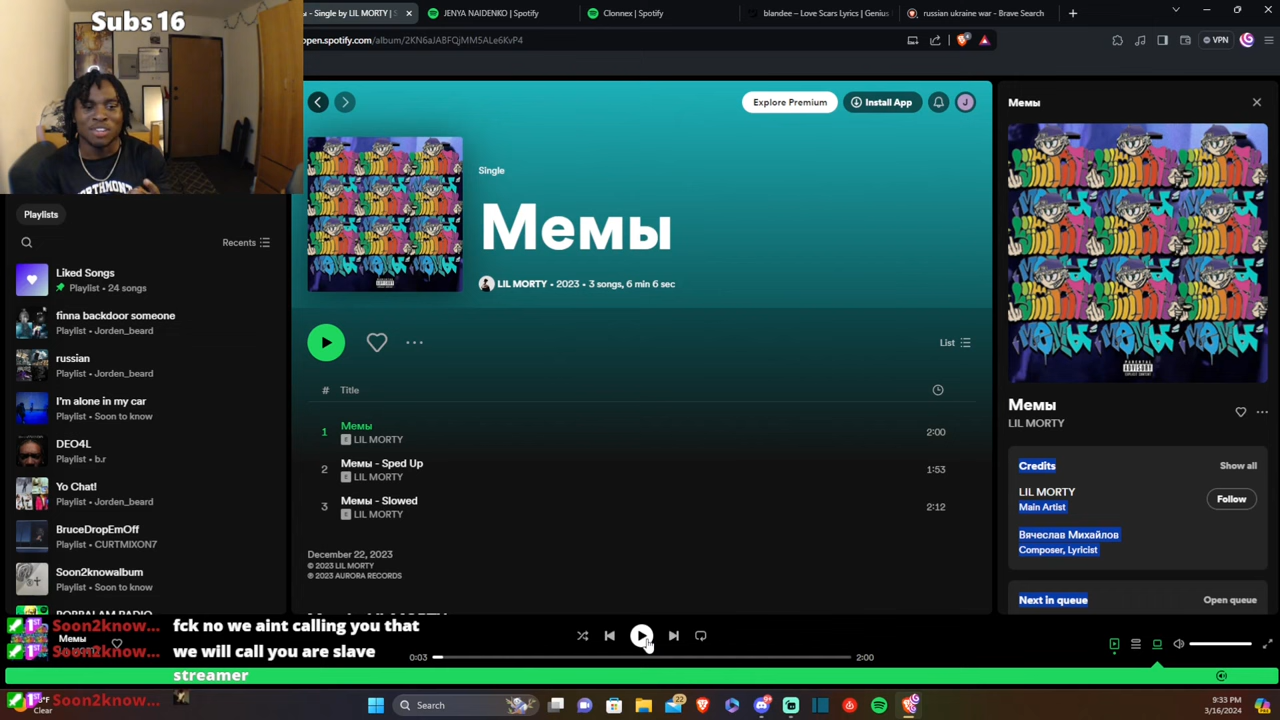 Subs 16
- Single by LIL MORTY | S
JENYA NAIDENKO | Spotify
Clonnex | Spotify
blandee – Love Scars Lyrics | Genius
russian ukraine war - Brave Search
open.spotify.com/album/2KN6aJABFQjMM5ALe6KvP4
VPN
Explore Premium
Install App
J
Мемы
Playlists
Recents
Liked Songs
Playlist • 24 songs
finna backdoor someone
Playlist • Jorden_beard
russian
Playlist • Jorden_beard
I'm alone in my car
Playlist • Soon to know
DEO4L
Playlist • b.r
Yo Chat!
Playlist • Jorden_beard
BruceDropEmOff
Playlist • CURTMIXON7
Soon2knowalbum
Playlist • Soon to know
Single
Мемы
LIL MORTY • 2023 • 3 songs, 6 min 6 sec
List
# Title
1 Мемы 2:00
E LIL MORTY
2 Мемы - Sped Up 1:53
E LIL MORTY
3 Мемы - Slowed 2:12
E LIL MORTY
December 22, 2023
© 2023 LIL MORTY
℗ 2023 AURORA RECORDS
Мемы
LIL MORTY
Credits
Show all
LIL MORTY
Main Artist
Follow
Вячеслав Михайлов
Composer, Lyricist
Next in queue
Open queue
Soon2know... fck no we aint calling you that
Soon2know... we will call you are slave
streamer
Soon2know...
Мемы
0:03
2:00
Clear
Search
22
9:33 PM
3/16/2024